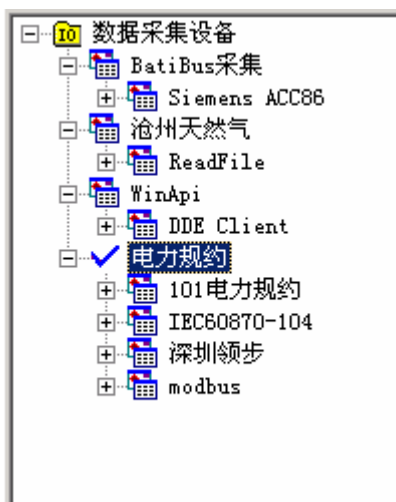 IO 数据采集设备
BatiBus采集
Siemens ACC86
沧州天然气
ReadFile
WinApi
DDE Client
电力规约
101电力规约
IEC60870-104
深圳领步
modbus